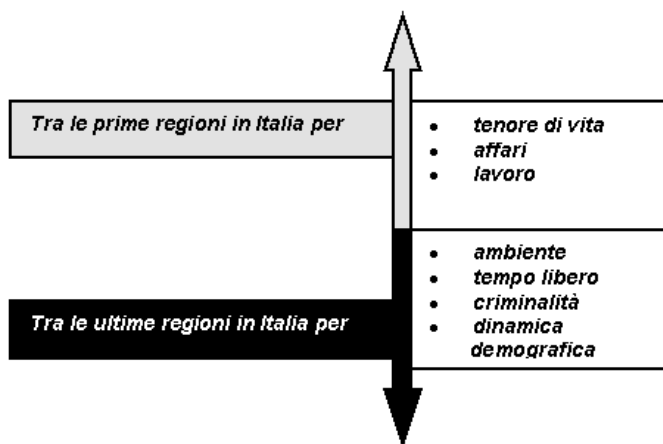 Tra le prime regioni in Italia per
• tenore di vita
• affari
• lavoro
Tra le ultime regioni in Italia per
• ambiente
• tempo libero
• criminalità
• dinamica
demografica